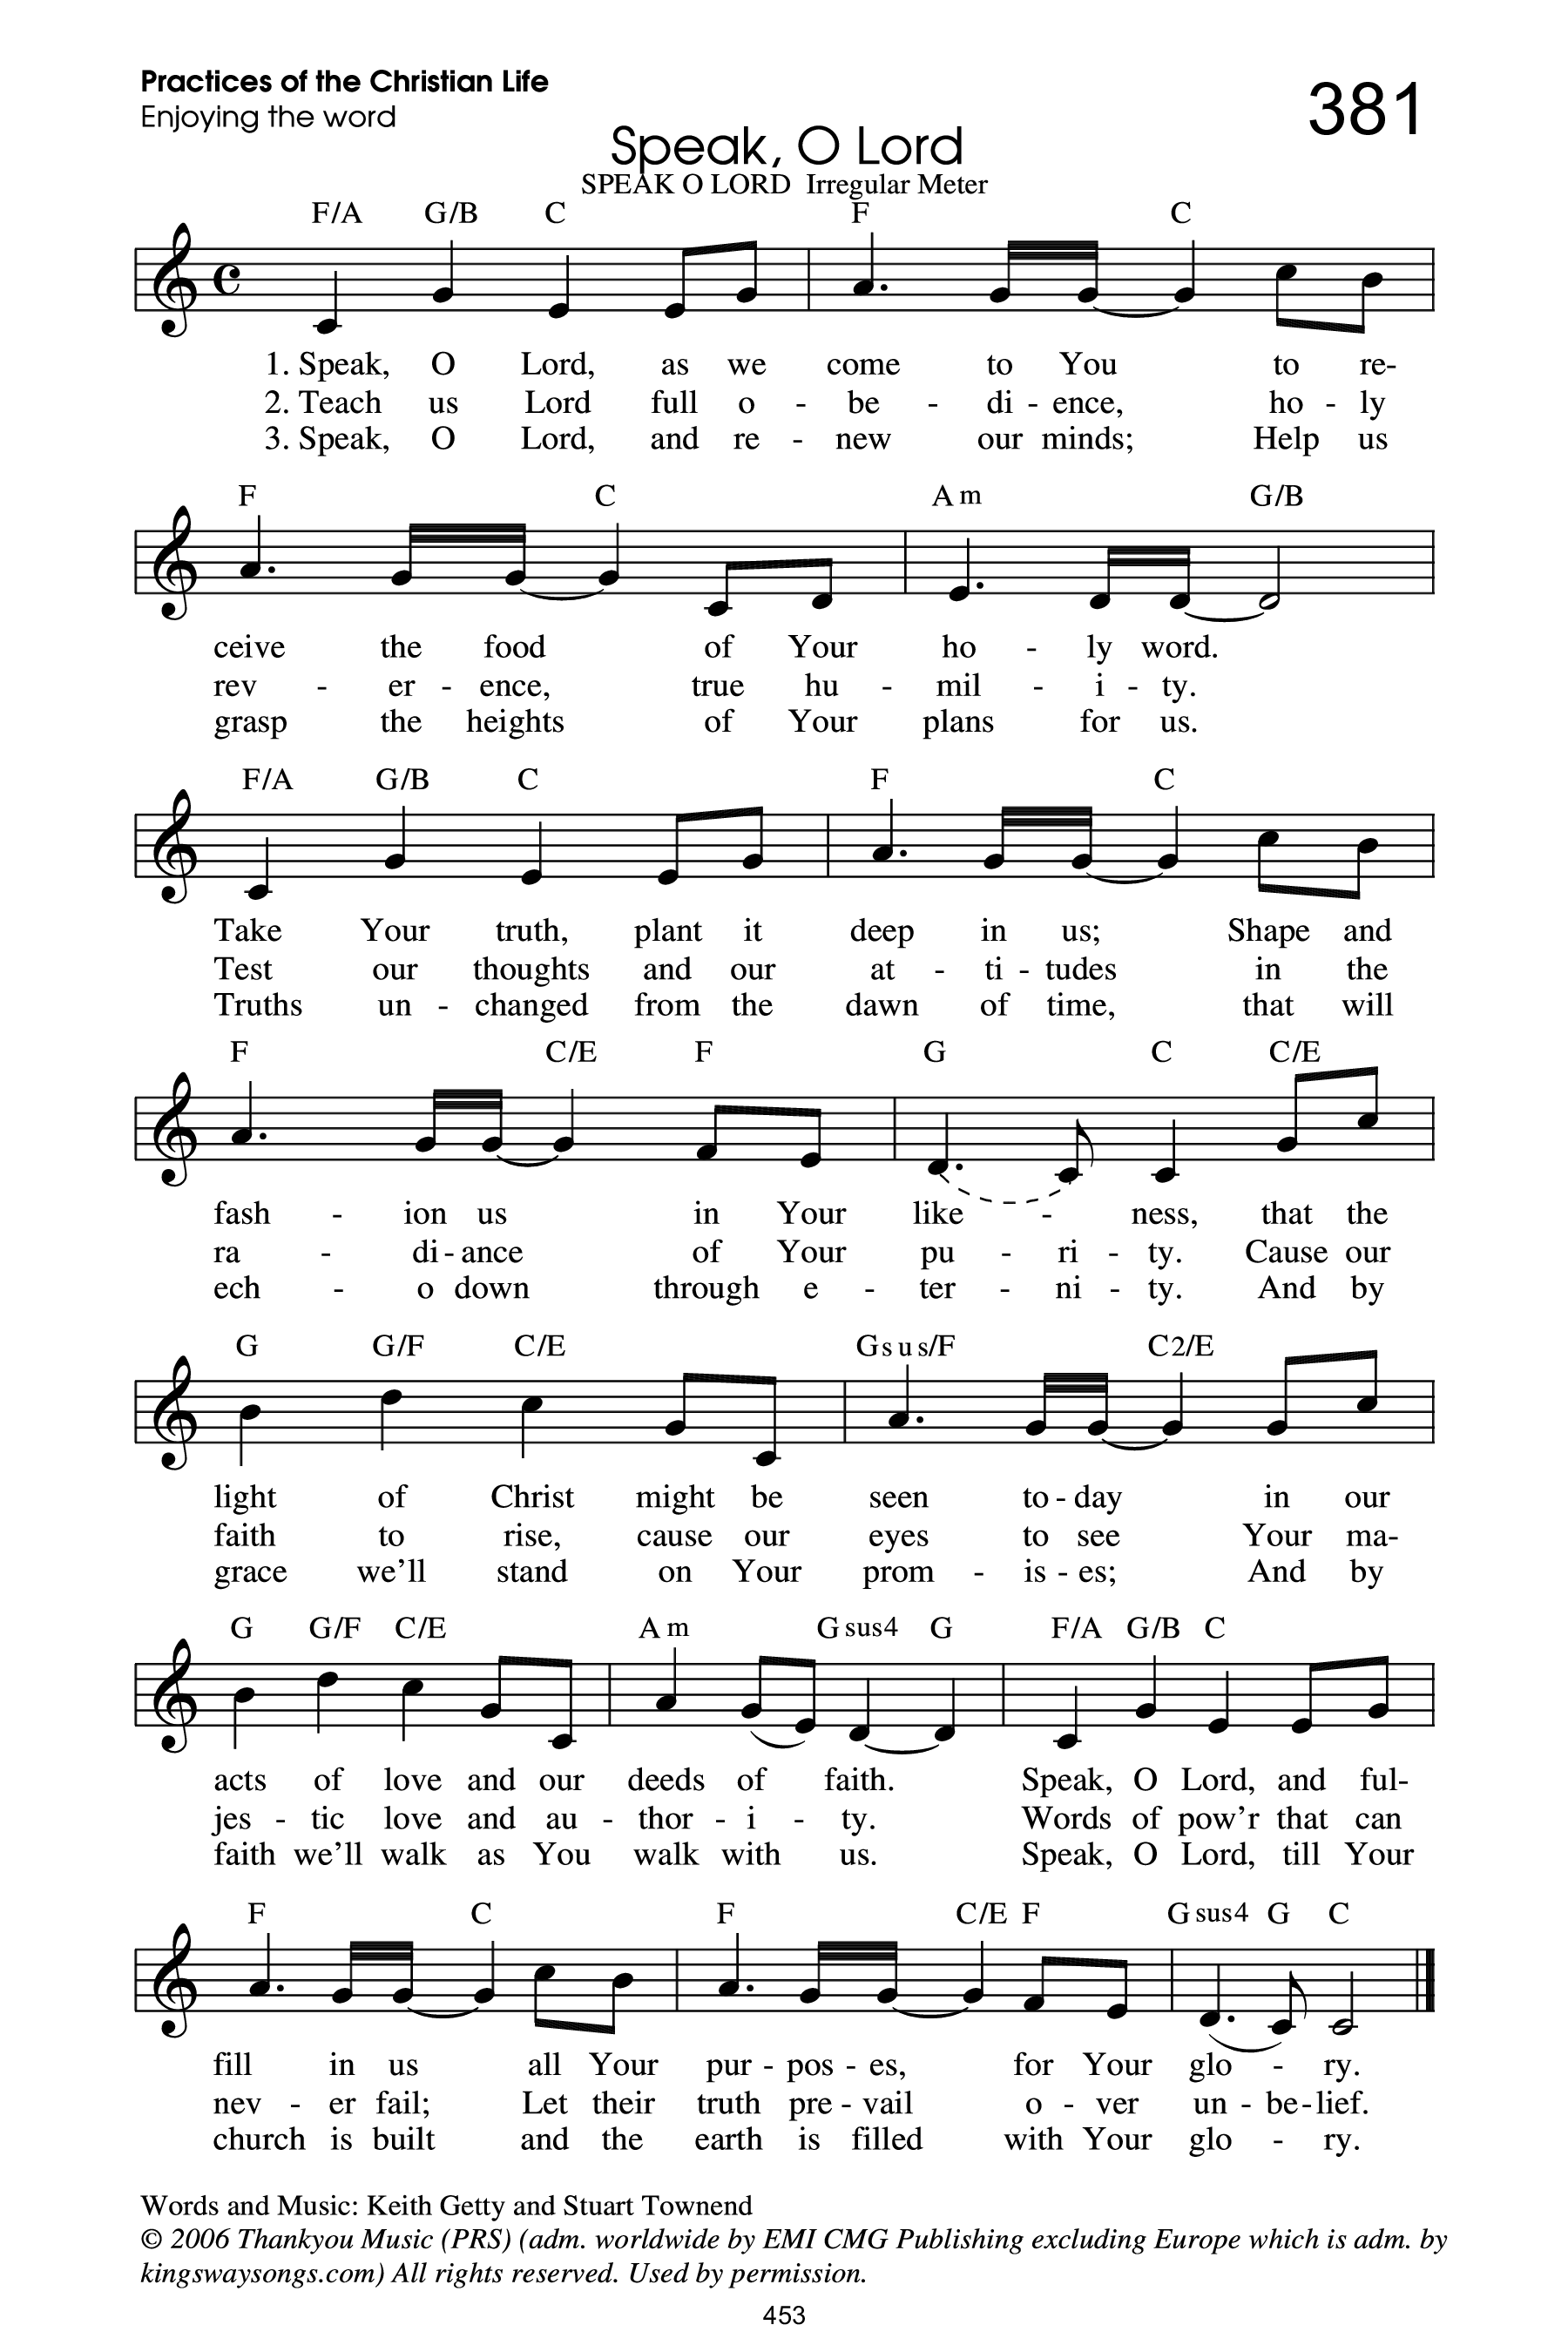 Practices of the Christian Life
381
Enjoying the word
Speak, O Lord
SPEAK O LORD Irregular Meter
F/A G/B C F C
1. Speak, O Lord, as we come to You to re-
2. Teach us Lord full o - be - di - ence, ho - ly
3. Speak, O Lord, and re - new our minds; Help us
F C Am G/B
ceive the food of Your ho - ly word.
rev - er - ence, true hu - mil - i - ty.
grasp the heights of Your plans for us.
F/A G/B C F C
Take Your truth, plant it deep in us; Shape and
Test our thoughts and our at - ti - tudes in the
Truths un - changed from the dawn of time, that will
F C/E F G C C/E
fash - ion us in Your like - ness, that the
ra - di - ance of Your pu - ri - ty. Cause our
ech - o down through e - ter - ni - ty. And by
G G/F C/E Gsus/F C2/E
light of Christ might be seen to - day in our
faith to rise, cause our eyes to see Your ma-
grace we'll stand on Your prom - is - es; And by
G G/F C/E Am Gsus4 G F/A G/B C
acts of love and our deeds of faith. Speak, O Lord, and ful-
jes - tic love and au - thor - i - ty. Words of pow'r that can
faith we'll walk as You walk with us. Speak, O Lord, till Your
F C F C/E F Gsus4 G C
fill in us all Your pur - pos - es, for Your glo - ry.
nev - er fail; Let their truth pre - vail o - ver un - be - lief.
church is built and the earth is filled with Your glo - ry.
Words and Music: Keith Getty and Stuart Townend
© 2006 Thankyou Music (PRS) (adm. worldwide by EMI CMG Publishing excluding Europe which is adm. by
kingswaysongs.com) All rights reserved. Used by permission.
453